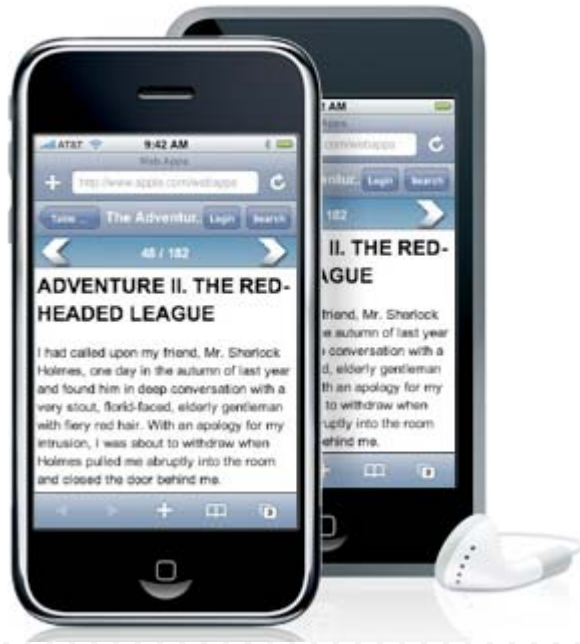 AT&T 9:42 AM
Web Apps
http://www.apple.com/webapps
Table ... The Adventur.. Login Search
48 / 182
ADVENTURE II. THE RED-
HEADED LEAGUE
I had called upon my friend, Mr. Sherlock
Holmes, one day in the autumn of last year
and found him in deep conversation with a
very stout, florid-faced, elderly gentleman
with fiery red hair. With an apology for my
intrusion, I was about to withdraw when
Holmes pulled me abruptly into the room
and closed the door behind me.
AM
Apps
.com/webapps
entur.. Login Search
182
II. THE RED-
AGUE
friend, Mr. Sherlock
e autumn of last year
conversation with a
d, elderly gentleman
th an apology for my
to withdraw when
ruptly into the room
ehind me.